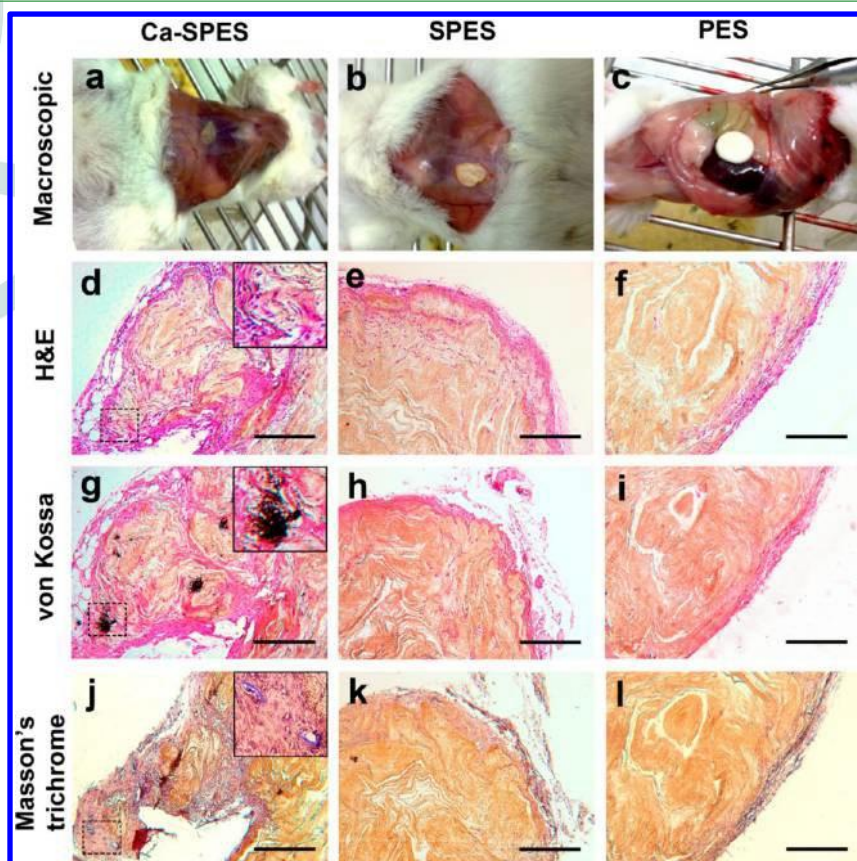 Ca-SPES SPES PES
Macroscopic
a b c
H&E
d e f
von Kossa
g h i
Masson's
trichrome
j k l